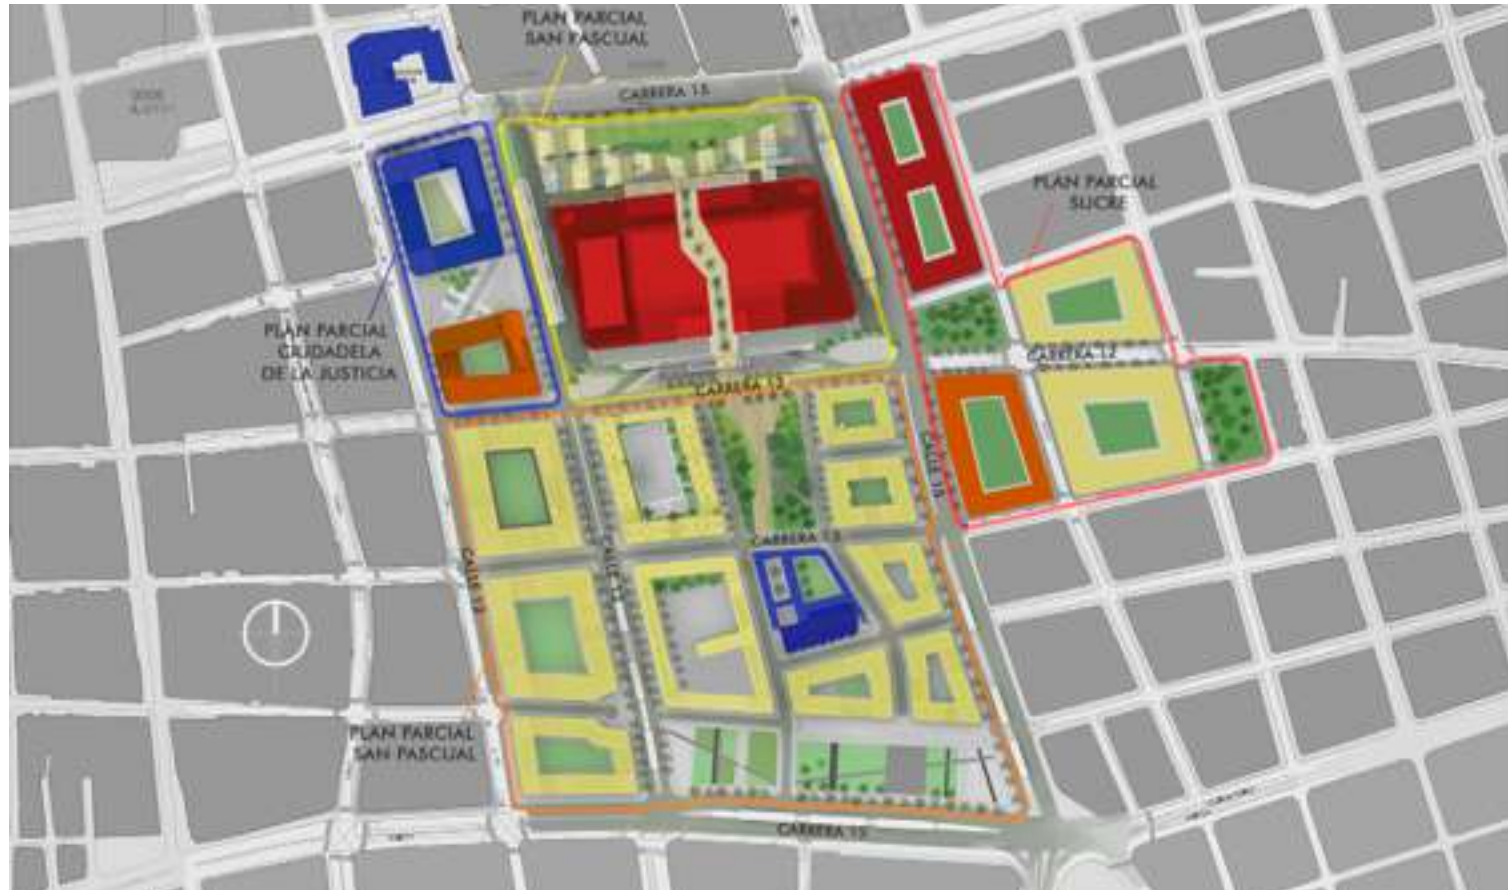 PLAN PARCIAL
SAN PASCUAL
CARRERA 15
PLAN PARCIAL
SUCRE
PLAN PARCIAL
CIUDADELA
DE LA JUSTICIA
CARRERA 12
CARRERA 13
CALLE 15
CARRERA 13
CALLE 12
PLAN PARCIAL
SAN PASCUAL
CARRERA 15